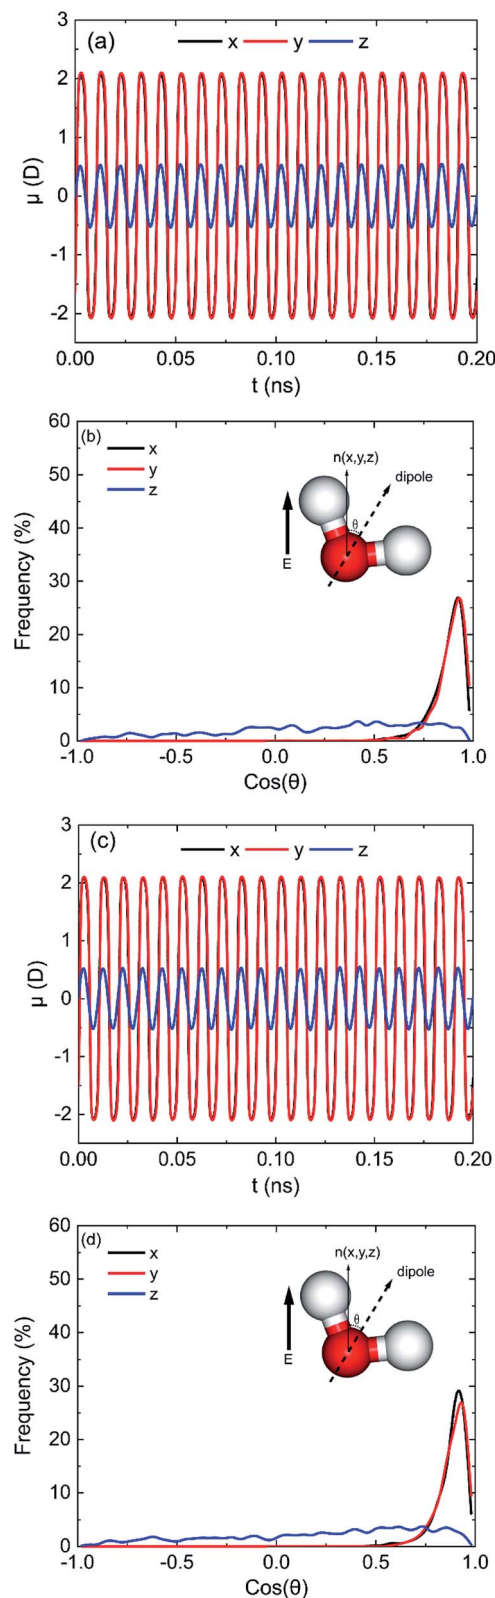 3
(a)
x
y
z
2
1
0
-1
-2
μ (D)
0.00
0.05
0.10
0.15
0.20
t (ns)
60
(b)
x
y
z
50
40
30
20
10
0
Frequency (%)
n(x,y,z)
dipole
θ
E
-1.0
-0.5
0.0
0.5
1.0
Cos(θ)
3
(c)
x
y
z
2
1
0
-1
-2
μ (D)
0.00
0.05
0.10
0.15
0.20
t (ns)
60
(d)
x
y
z
50
40
30
20
10
0
Frequency (%)
n(x,y,z)
dipole
θ
E
-1.0
-0.5
0.0
0.5
1.0
Cos(θ)